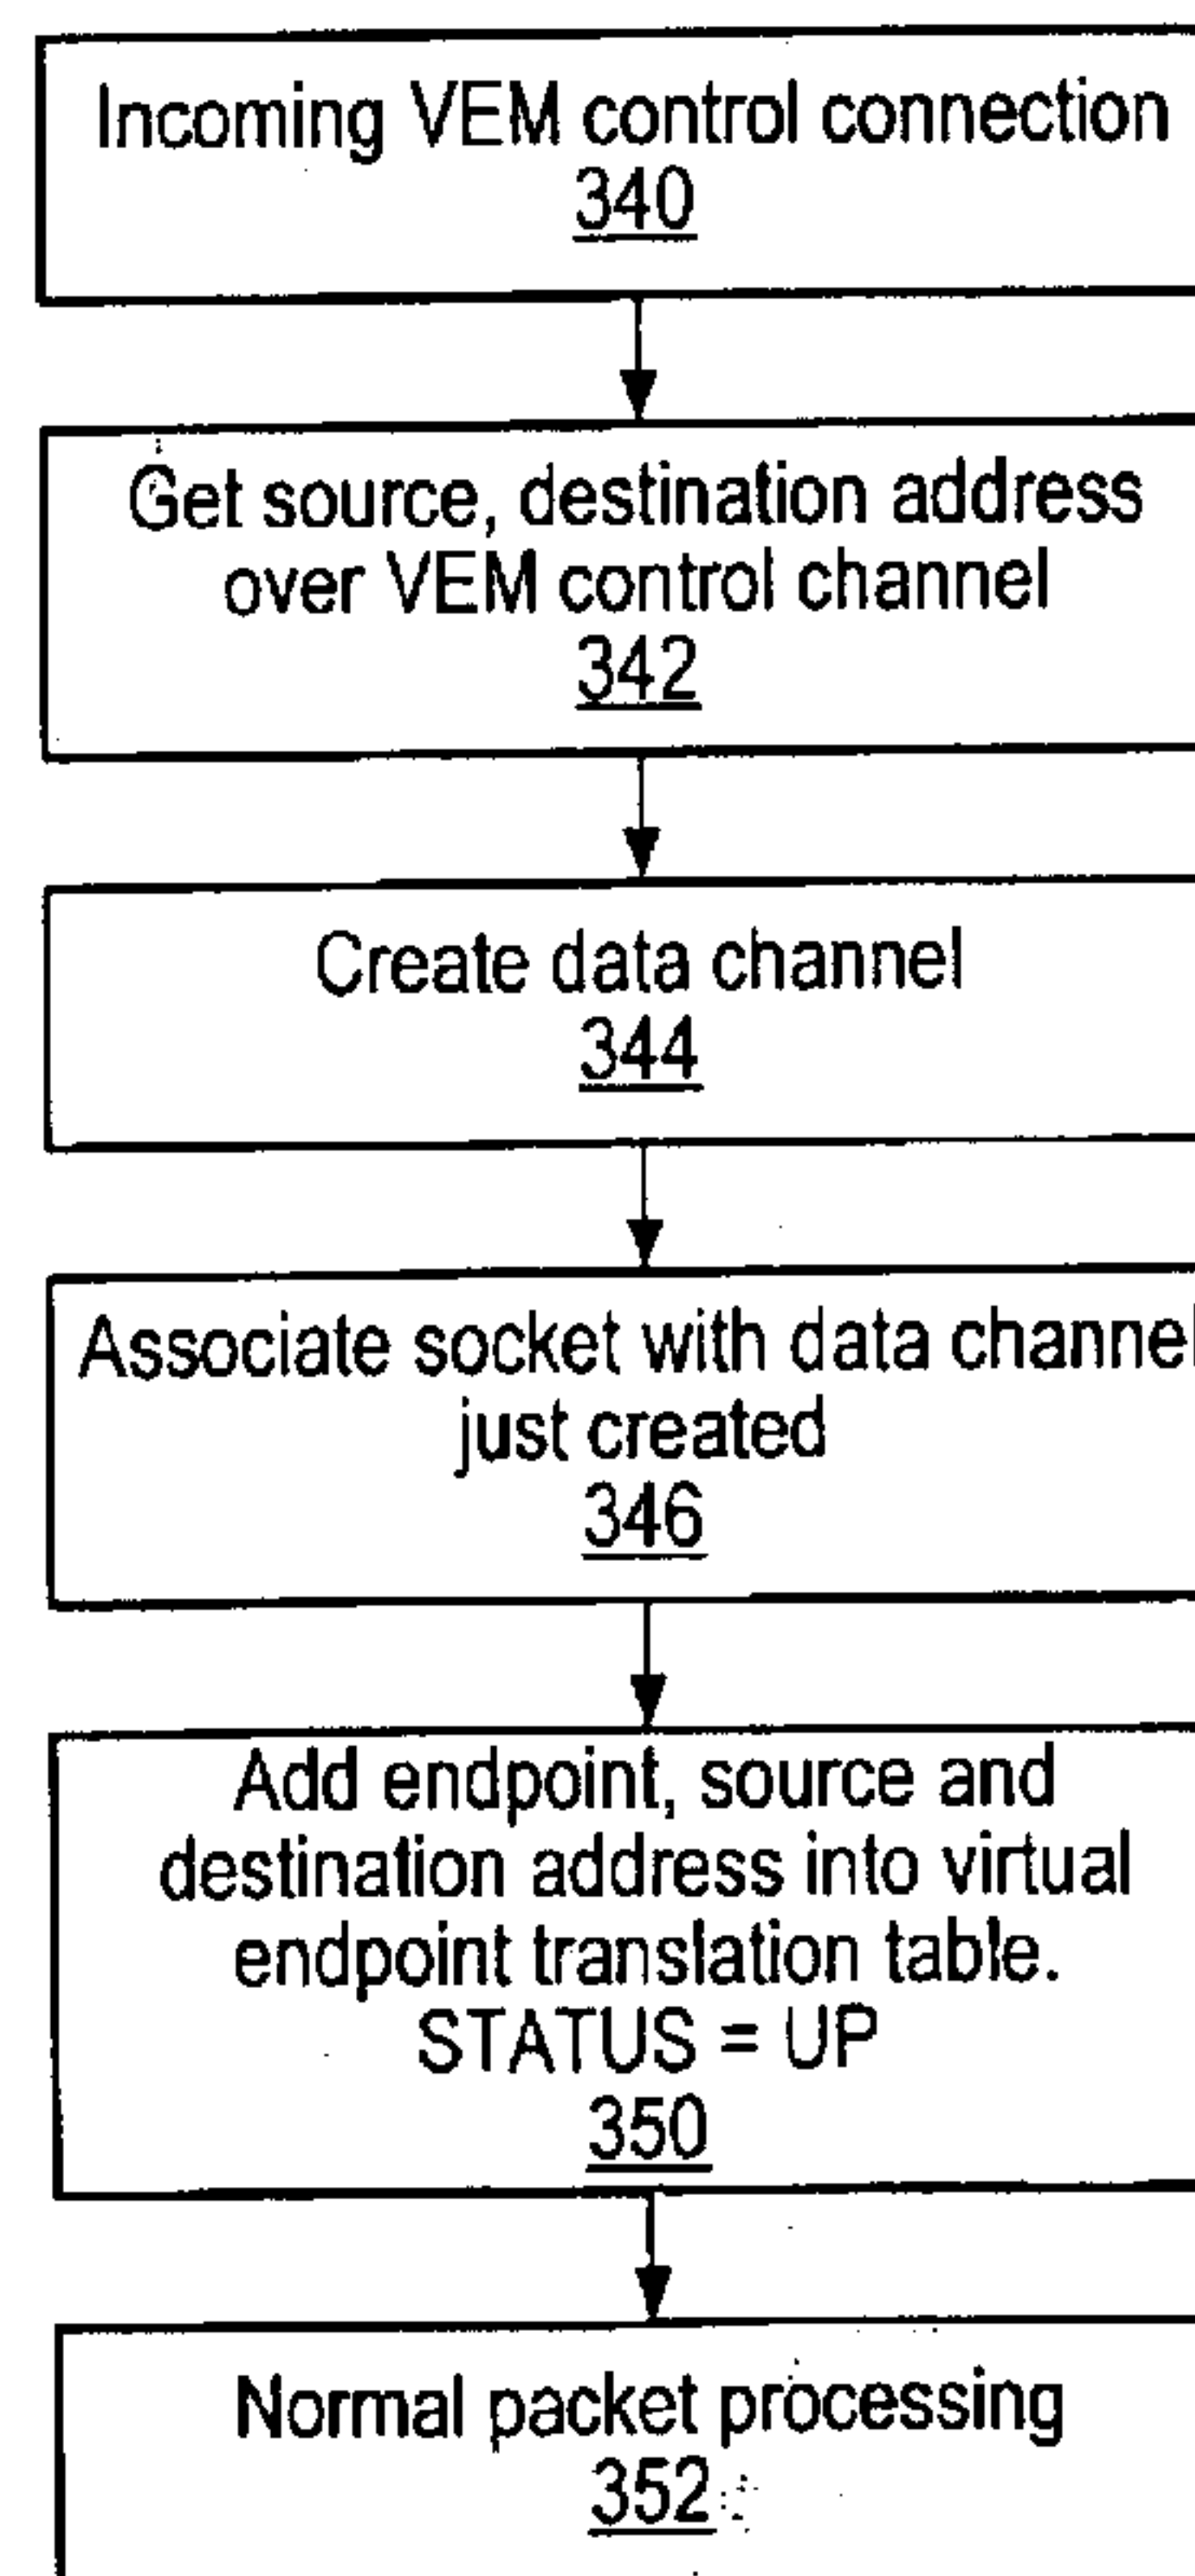 Incoming VEM control connection
340
Get source, destination address
over VEM control channel
342
Create data channel
344
Associate socket with data channel
just created
346
Add endpoint, source and
destination address into virtual
endpoint translation table.
STATUS = UP
350
Normal packet processing
352